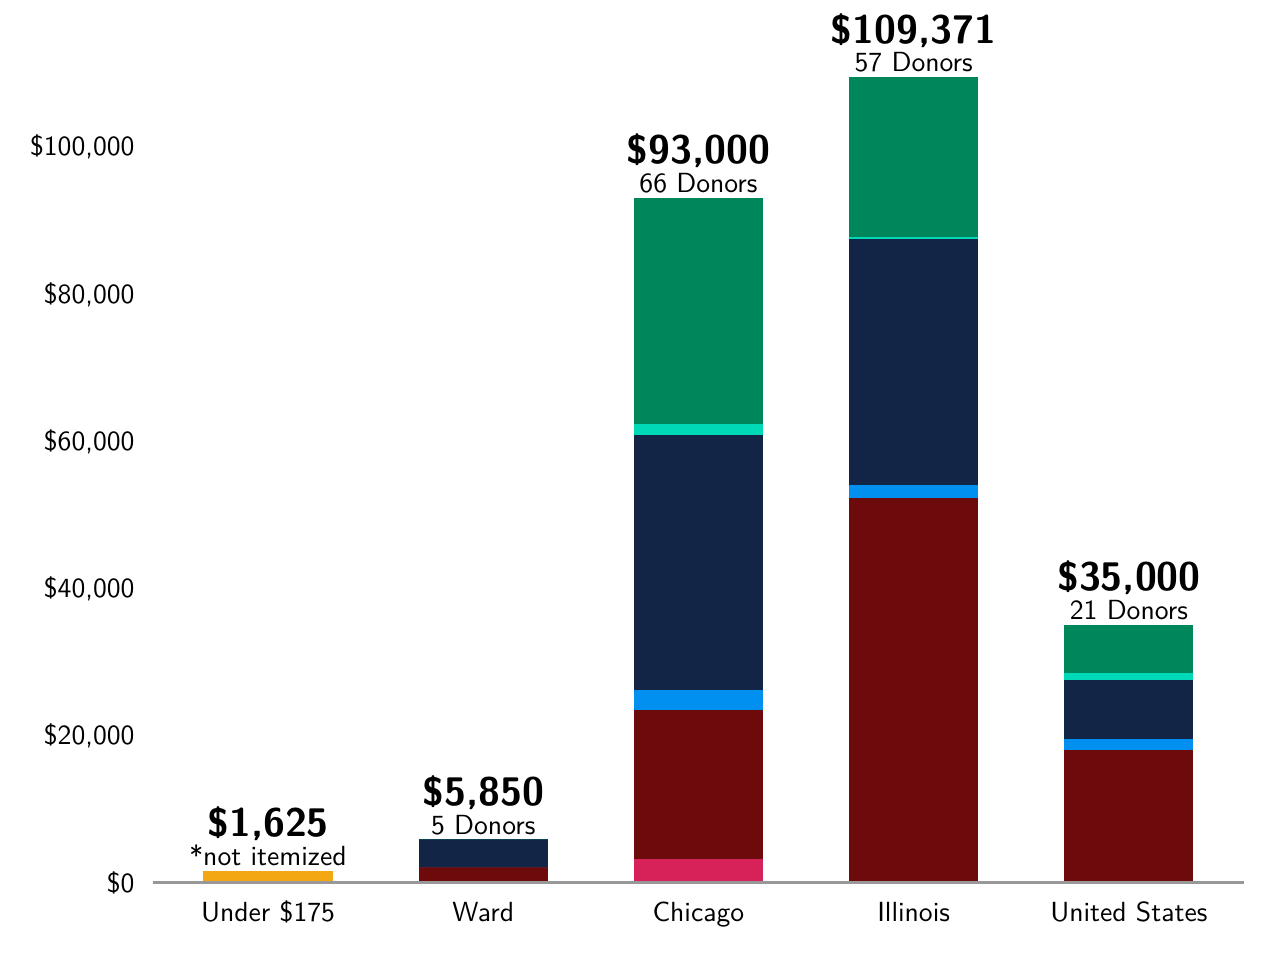 $109,371
57 Donors
$100,000
$93,000
66 Donors
$80,000
$60,000
$40,000
$35,000
21 Donors
$20,000
$5,850
5 Donors
$1,625
*not itemized
$0
Under $175
Ward
Chicago
Illinois
United States